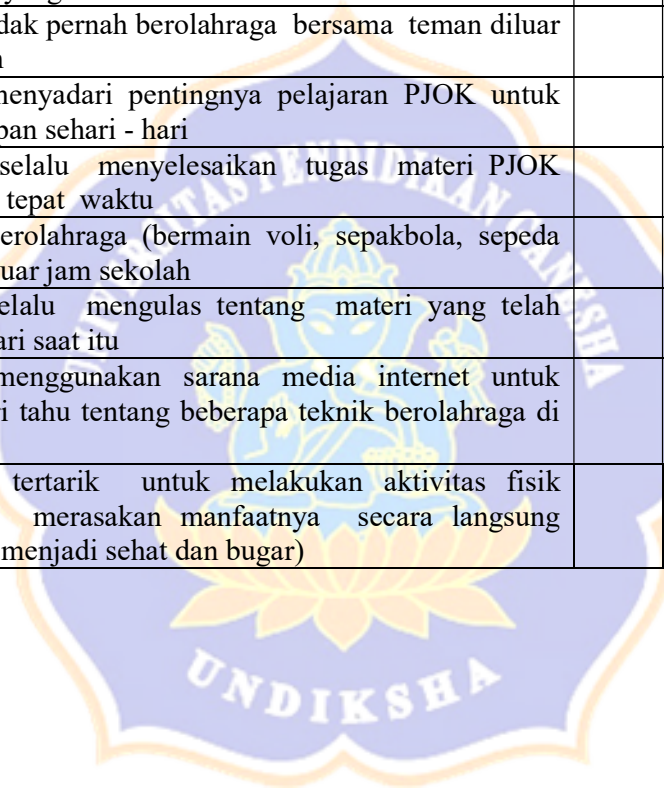 dak pernah berolahraga bersama teman diluar
menyadari pentingnya pelajaran PJOK untuk
pan sehari - hari
selalu menyelesaikan tugas materi PJOK
tepat waktu
erolahraga (bermain voli, sepakbola, sepeda
uar jam sekolah
elalu mengulas tentang materi yang telah
ari saat itu
menggunakan sarana media internet untuk
i tahu tentang beberapa teknik berolahraga di
tertarik untuk melakukan aktivitas fisik
merasakan manfaatnya secara langsung
menjadi sehat dan bugar)
UNIVERSITAS PENDIDIKAN GANESHA
UNDIKSHA